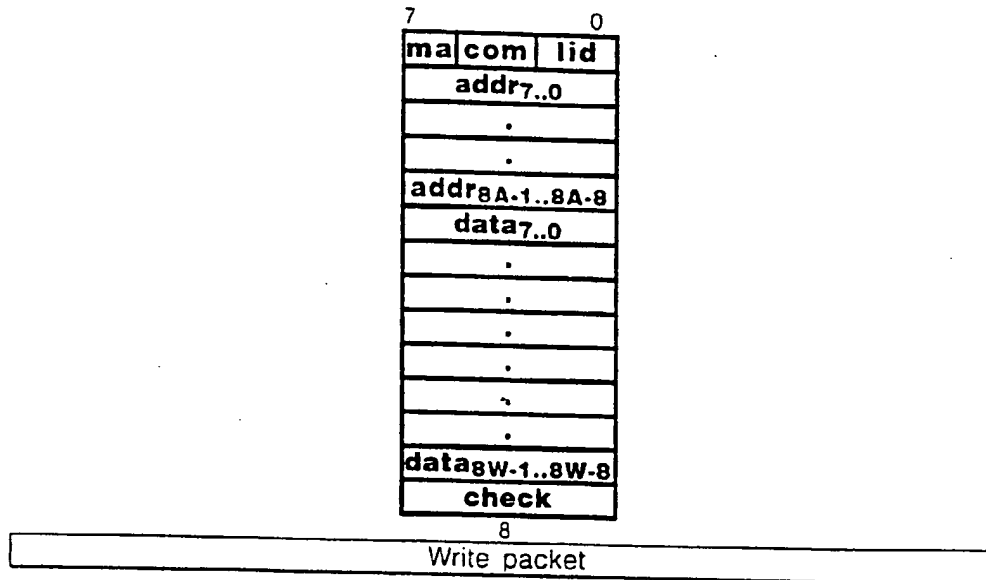 7 0
ma com lid
addr7..0
.
.
addr8A-1..8A-8
data7..0
.
.
.
.
.
.
data8W-1..8W-8
check
8
Write packet